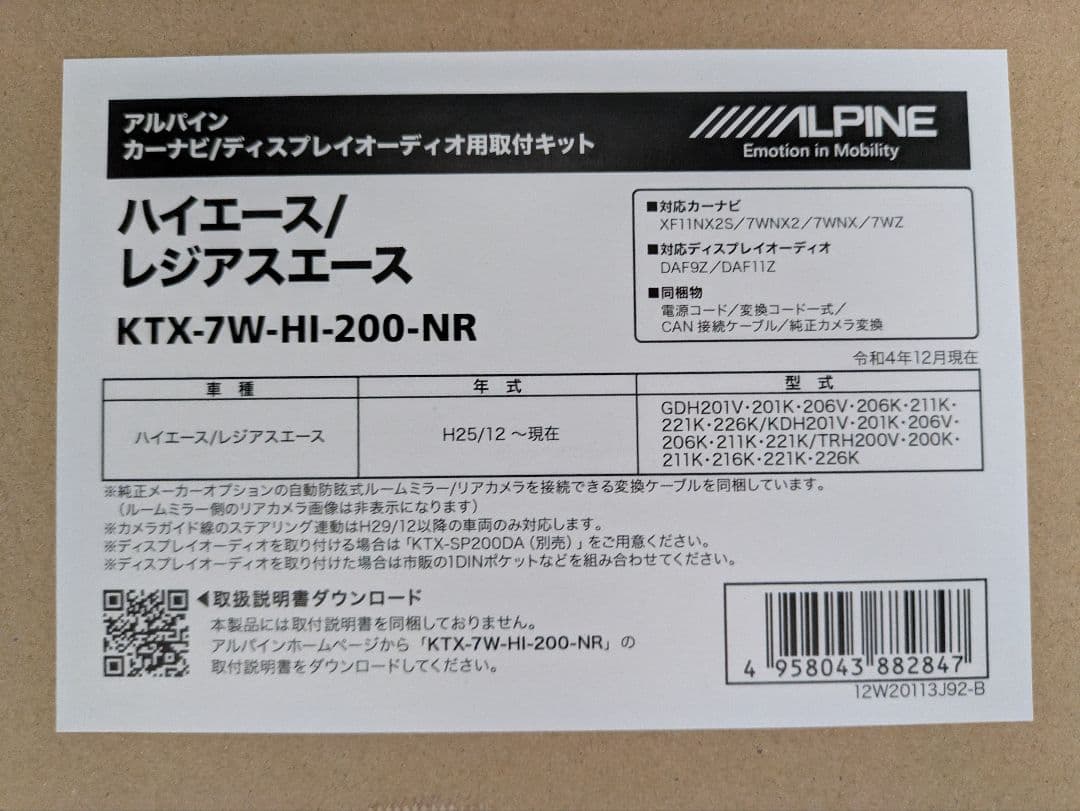 アルパイン
カーナビ/ディスプレイオーディオ用取付キット
ALPINE
Emotion in Mobility
ハイエース/
レジアスエース
KTX-7W-HI-200-NR
■対応カーナビ
XF11NX2S/7WNX2/7WNX/7WZ
■対応ディスプレイオーディオ
DAF9Z/DAF11Z
■同梱物
電源コード/変換コード一式/
CAN接続ケーブル/純正カメラ変換
令和4年12月現在
車 種 年 式 型 式
ハイエース/レジアスエース H25/12 ～現在
GDH201V・201K・206V・206K・211K・
221K・226K/KDH201V・201K・206V・
206K・211K・221K/TRH200V・200K・
211K・216K・221K・226K
※純正メーカーオプションの自動防眩式ルームミラー/リアカメラを接続できる変換ケーブルを同梱しています。
（ルームミラー側のリアカメラ画像は非表示になります）
※カメラガイド線のステアリング連動はH29/12以降の車両のみ対応します。
※ディスプレイオーディオを取り付ける場合は「KTX-SP200DA（別売）」をご用意ください。
※ディスプレイオーディオを取り付けた場合は市販の1DINポケットなどを組み合わせてください。
◀取扱説明書ダウンロード
本製品には取付説明書を同梱しておりません。
アルパインホームページから「KTX-7W-HI-200-NR」の
取付説明書をダウンロードしてください。
4 958043 882847
12W20113J92-B